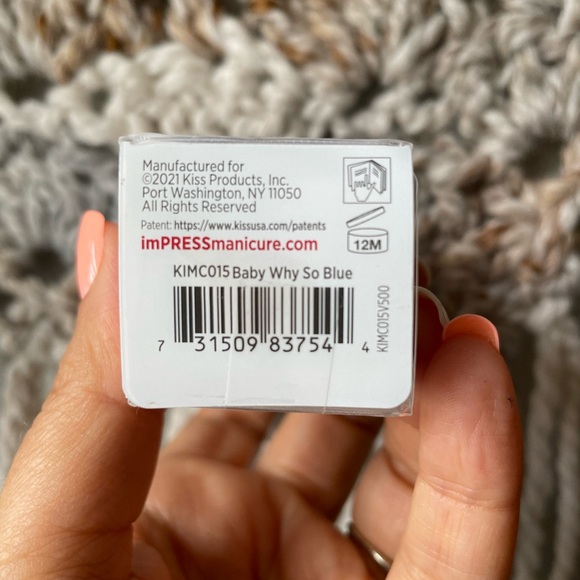 Manufactured for
©2021 Kiss Products, Inc.
Port Washington, NY 11050
All Rights Reserved
Patent: https://www.kissusa.com/patents
imPRESSmanicure.com
12M
KIMC015 Baby Why So Blue
7 31509 83754 4
KIMC015V500